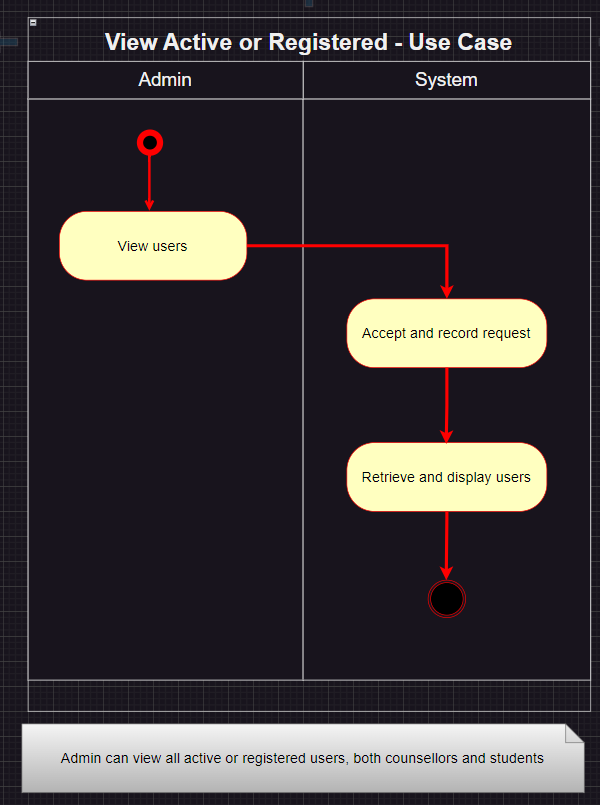 View Active or Registered - Use Case
Admin
System
View users
Accept and record request
Retrieve and display users
Admin can view all active or registered users, both counsellors and students